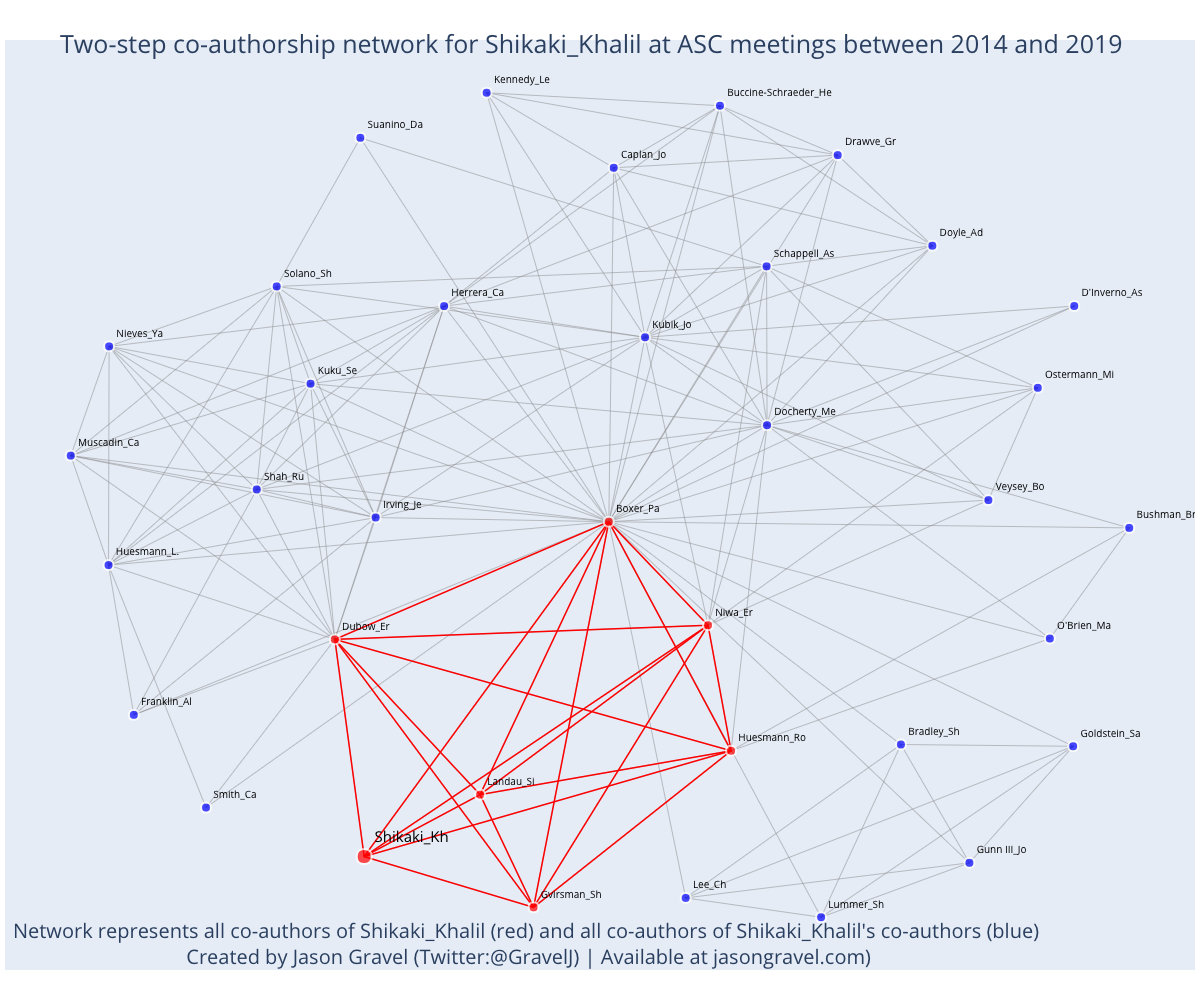 Two-step co-authorship network for Shikaki_Khalil at ASC meetings between 2014 and 2019
Kennedy_Le
Buccine-Schraeder_He
Suanino_Da
Drawve_Gr
Caplan_Jo
Doyle_Ad
Schappell_As
Solano_Sh
Herrera_Ca
D'Inverno_As
Kubik_Jo
Nieves_Ya
Kuku_Se
Ostermann_Mi
Docherty_Me
Muscadin_Ca
Shah_Ru
Veysey_Bo
Irving_Je
Boxer_Pa
Bushman_Br
Huesmann_L.
Niwa_Er
Dubow_Er
O'Brien_Ma
Franklin_Al
Bradley_Sh
Goldstein_Sa
Huesmann_Ro
Landau_Si
Smith_Ca
Shikaki_Kh
Gunn III_Jo
Lee_Ch
Gvirsman_Sh
Lummer_Sh
Network represents all co-authors of Shikaki_Khalil (red) and all co-authors of Shikaki_Khalil's co-authors (blue)
Created by Jason Gravel (Twitter:@GravelJ) | Available at jasongravel.com)